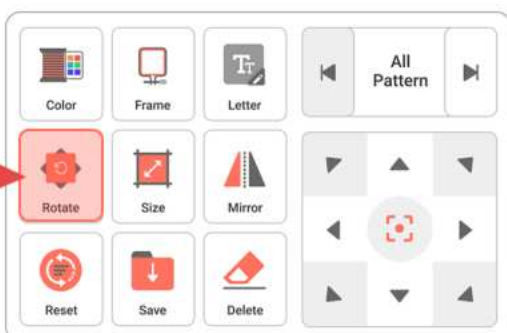 Color
Frame
Letter
All
Pattern
Rotate
Size
Mirror
Reset
Save
Delete